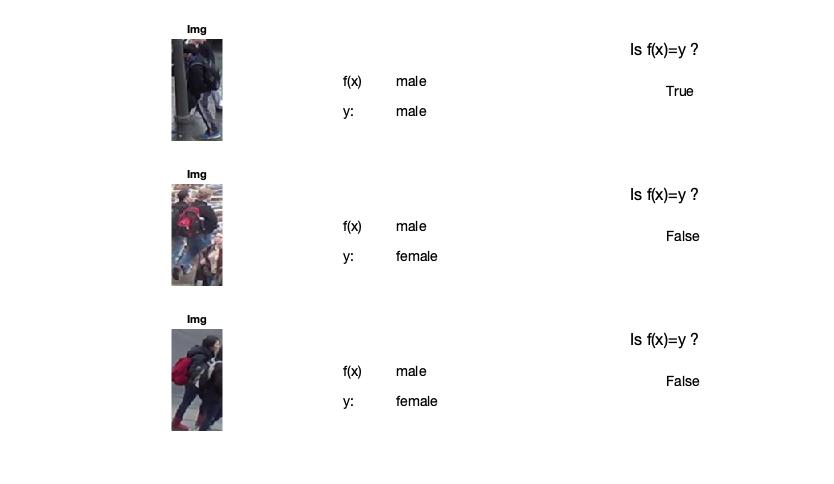 Img
Is f(x)=y ?
f(x) male
True
y: male
Img
Is f(x)=y ?
f(x) male
False
y: female
Img
Is f(x)=y ?
f(x) male
False
y: female